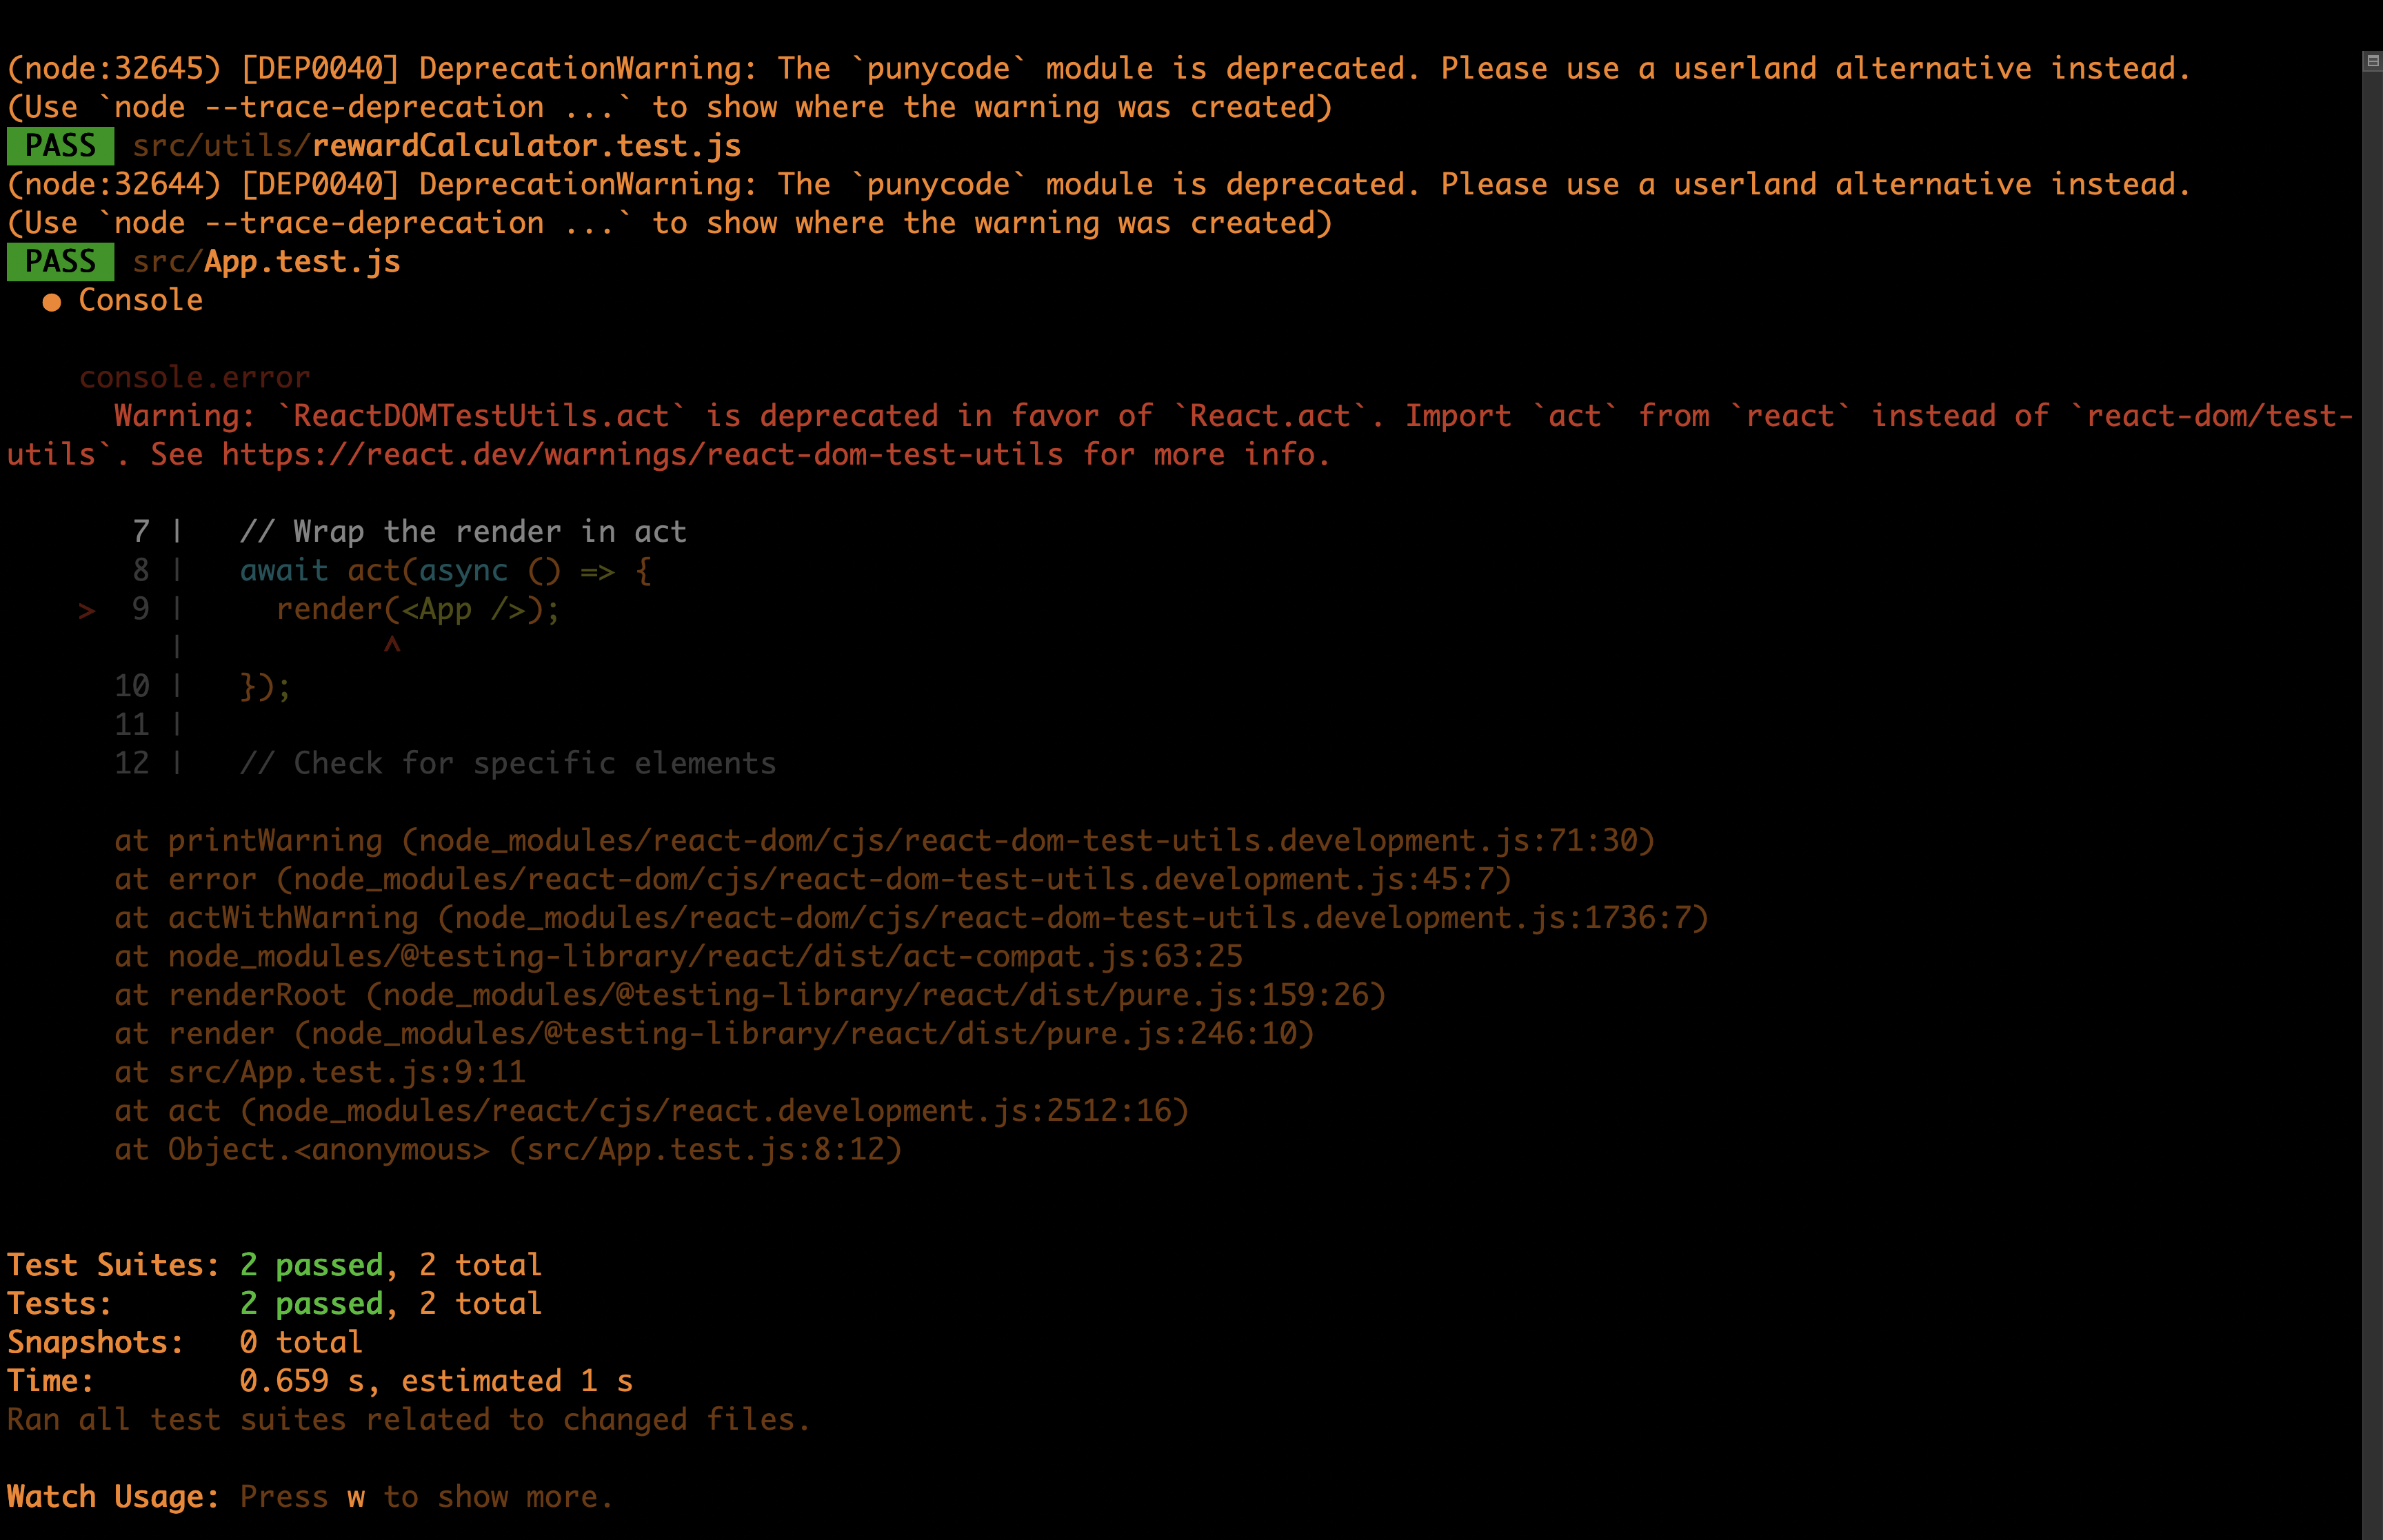 (node:32645) [DEP0040] DeprecationWarning: The `punycode` module is deprecated. Please use a userland alternative instead.
(Use `node --trace-deprecation ...` to show where the warning was created)
PASS src/utils/rewardCalculator.test.js
(node:32644) [DEP0040] DeprecationWarning: The `punycode` module is deprecated. Please use a userland alternative instead.
(Use `node --trace-deprecation ...` to show where the warning was created)
PASS src/App.test.js
  ● Console

    console.error
      Warning: `ReactDOMTestUtils.act` is deprecated in favor of `React.act`. Import `act` from `react` instead of `react-dom/test-
utils`. See https://react.dev/warnings/react-dom-test-utils for more info.

       7 |   // Wrap the render in act
       8 |   await act(async () => {
    >  9 |     render(<App />);
         |           ^
      10 |   });
      11 |
      12 |   // Check for specific elements

      at printWarning (node_modules/react-dom/cjs/react-dom-test-utils.development.js:71:30)
      at error (node_modules/react-dom/cjs/react-dom-test-utils.development.js:45:7)
      at actWithWarning (node_modules/react-dom/cjs/react-dom-test-utils.development.js:1736:7)
      at node_modules/@testing-library/react/dist/act-compat.js:63:25
      at renderRoot (node_modules/@testing-library/react/dist/pure.js:159:26)
      at render (node_modules/@testing-library/react/dist/pure.js:246:10)
      at src/App.test.js:9:11
      at act (node_modules/react/cjs/react.development.js:2512:16)
      at Object.<anonymous> (src/App.test.js:8:12)

Test Suites: 2 passed, 2 total
Tests:       2 passed, 2 total
Snapshots:   0 total
Time:        0.659 s, estimated 1 s
Ran all test suites related to changed files.

Watch Usage: Press w to show more.